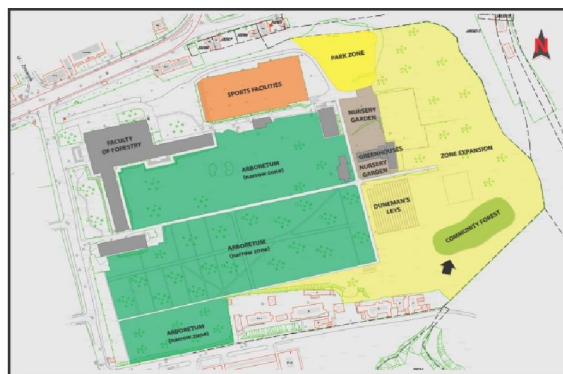 N
PARK ZONE
SPORTS FACILITIES
NURSERY
GARDEN
FACULTY
OF FORESTRY
GREENHOUSES
ARBORETUM
(narrow zone)
NURSERY
GARDEN
ZONE EXPANSION
DUNEMAN'S
LEYS
ARBORETUM
(narrow zone)
COMMUNITY FOREST
ARBORETUM
(narrow zone)